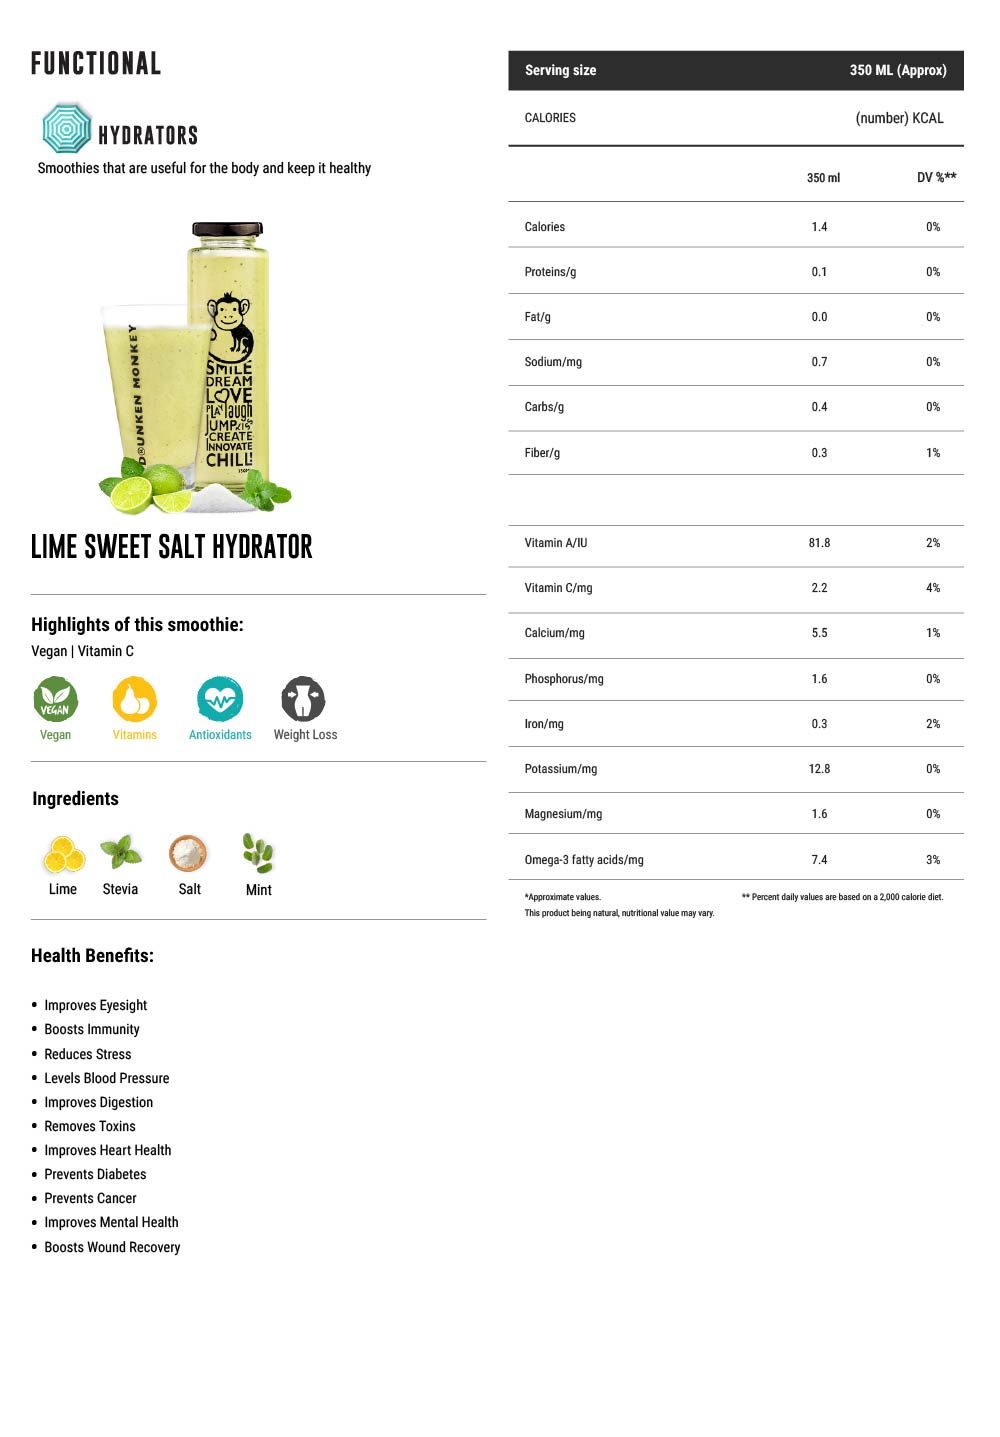 FUNCTIONAL
HYDRATORS
Smoothies that are useful for the body and keep it healthy
DRUNKEN MONKEY
SMILE
DREAM
LOVE
PLAY laugh
JUMP
CREATE
INNOVATE
CHILL!
LIME SWEET SALT HYDRATOR
Highlights of this smoothie:
Vegan | Vitamin C
VEGAN
Vegan Vitamins Antioxidants Weight Loss
Ingredients
Lime Stevia Salt Mint
Health Benefits:
• Improves Eyesight
• Boosts Immunity
• Reduces Stress
• Levels Blood Pressure
• Improves Digestion
• Removes Toxins
• Improves Heart Health
• Prevents Diabetes
• Prevents Cancer
• Improves Mental Health
• Boosts Wound Recovery
Serving size 350 ML (Approx)
CALORIES (number) KCAL
350 ml DV %**
Calories 1.4 0%
Proteins/g 0.1 0%
Fat/g 0.0 0%
Sodium/mg 0.7 0%
Carbs/g 0.4 0%
Fiber/g 0.3 1%
Vitamin A/IU 81.8 2%
Vitamin C/mg 2.2 4%
Calcium/mg 5.5 1%
Phosphorus/mg 1.6 0%
Iron/mg 0.3 2%
Potassium/mg 12.8 0%
Magnesium/mg 1.6 0%
Omega-3 fatty acids/mg 7.4 3%
*Approximate values. ** Percent daily values are based on a 2,000 calorie diet.
This product being natural, nutritional value may vary.